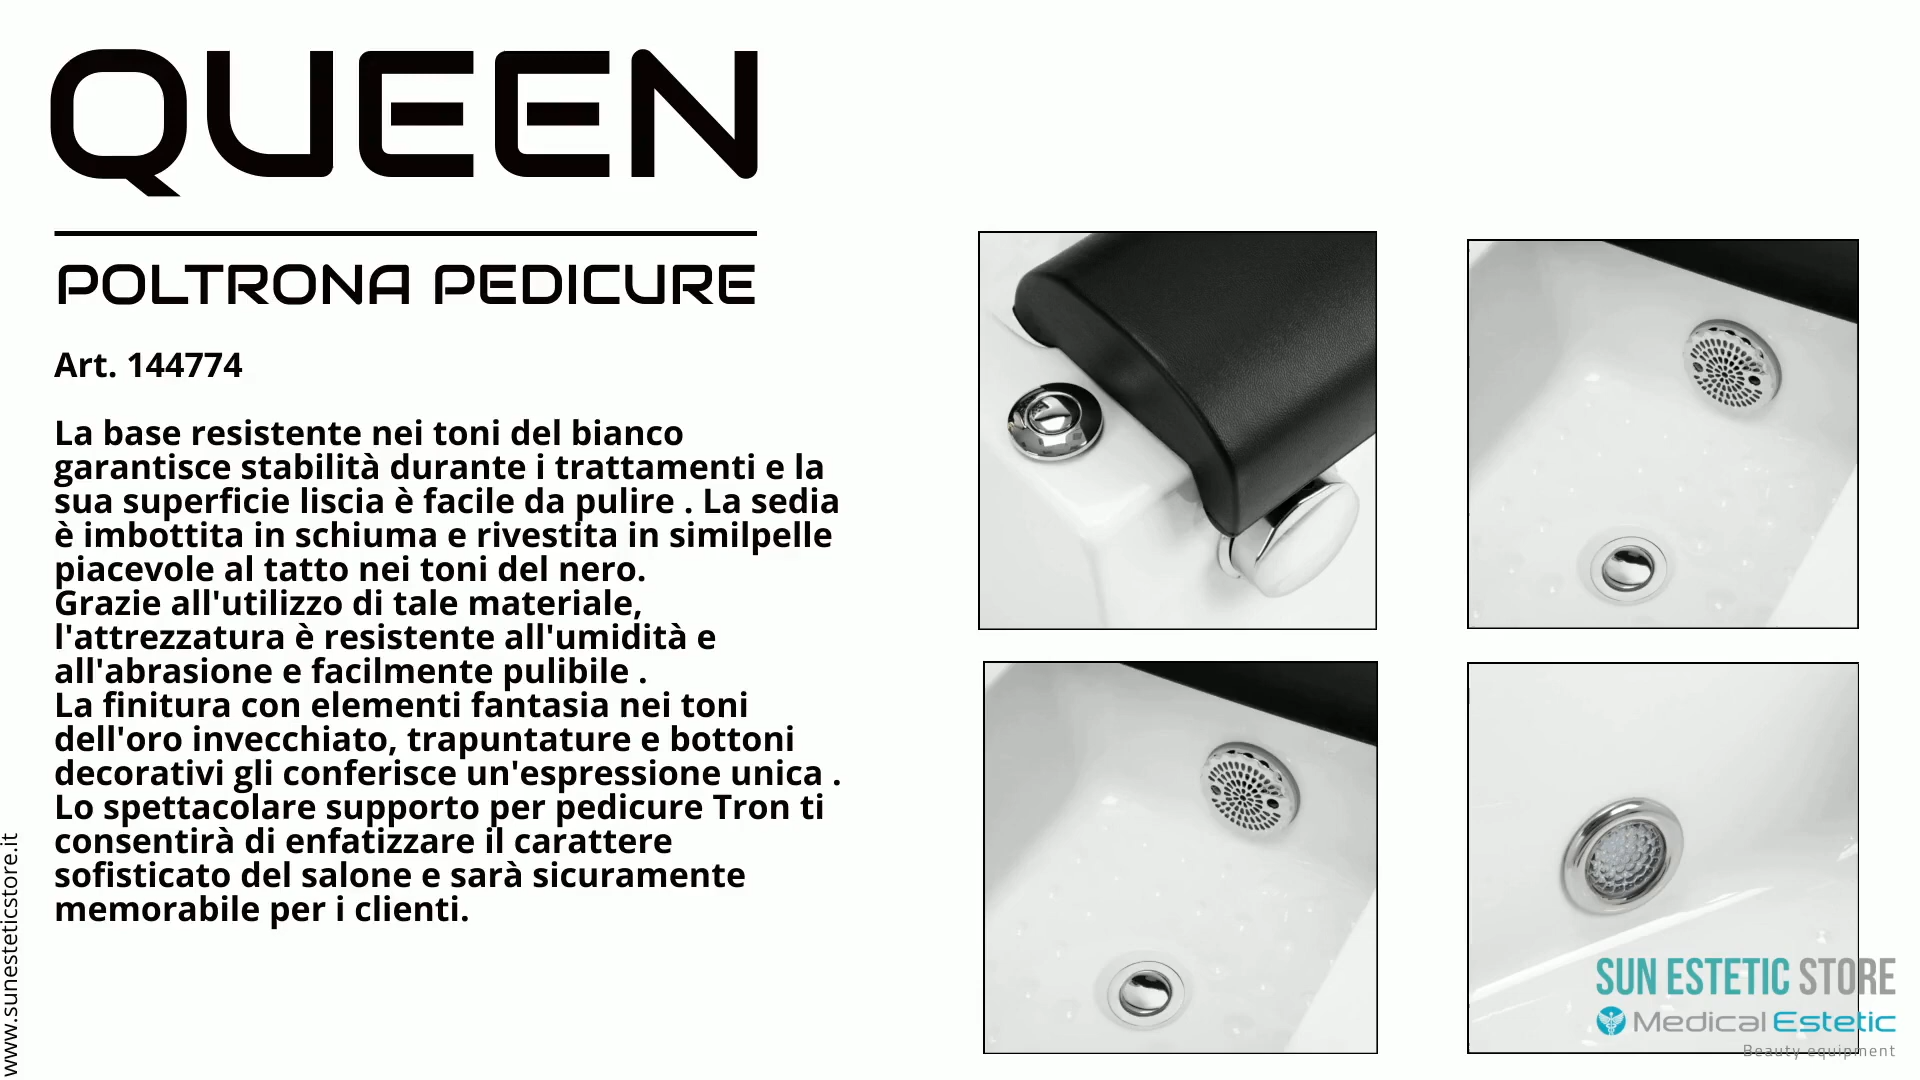 QUEEN
POLTRONA PEDICURE
Art. 144774
La base resistente nei toni del bianco
garantisce stabilità durante i trattamenti e la
sua superficie liscia è facile da pulire . La sedia
è imbottita in schiuma e rivestita in similpelle
piacevole al tatto nei toni del nero.
Grazie all'utilizzo di tale materiale,
l'attrezzatura è resistente all'umidità e
all'abrasione e facilmente pulibile .
La finitura con elementi fantasia nei toni
dell'oro invecchiato, trapuntature e bottoni
decorativi gli conferisce un'espressione unica .
Lo spettacolare supporto per pedicure Tron ti
consentirà di enfatizzare il carattere
sofisticato del salone e sarà sicuramente
memorabile per i clienti.
www.sunesteticstore.it
SUN ESTETIC STORE
Medical Estetic
Beauty equipment